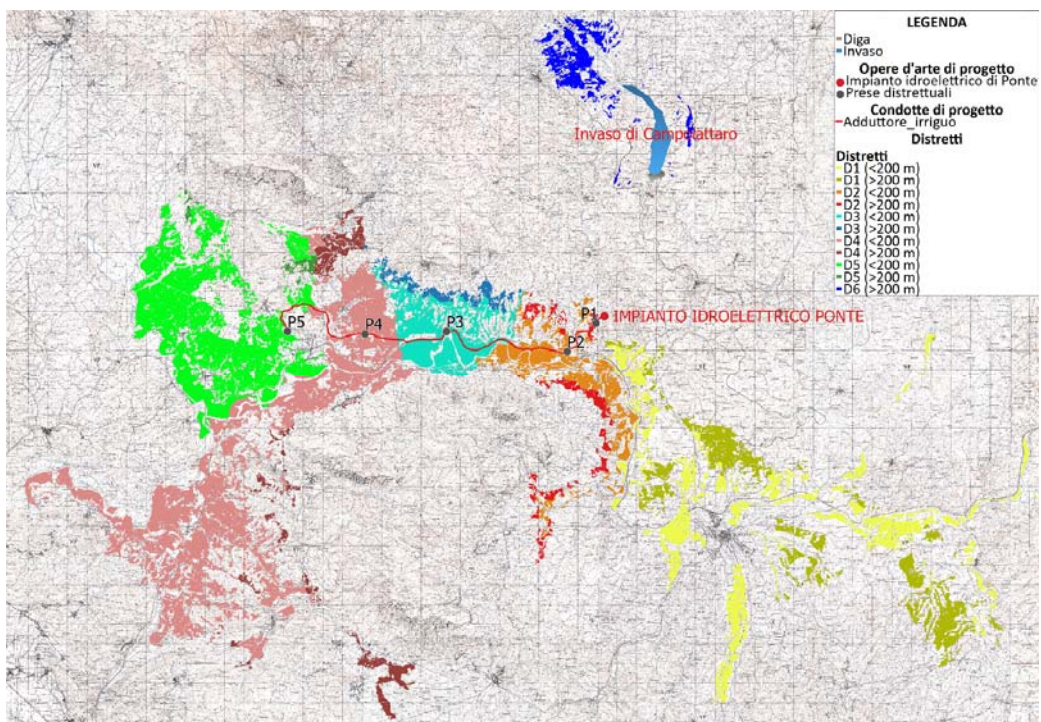 LEGENDA
Diga
Invaso
Opere d'arte di progetto
Impianto idroelettrico di Ponte
Prese distrettuali
Condotte di progetto
Adduttore_irriguo
Distretti
Distretti
D1 (<200 m)
D1 (>200 m)
D2 (<200 m)
D2 (>200 m)
D3 (<200 m)
D3 (>200 m)
D4 (<200 m)
D4 (>200 m)
D5 (<200 m)
D5 (>200 m)
D6 (>200 m)
Invaso di Campolattaro
P1
IMPIANTO IDROELETTRICO PONTE
P5
P4
P3
P2